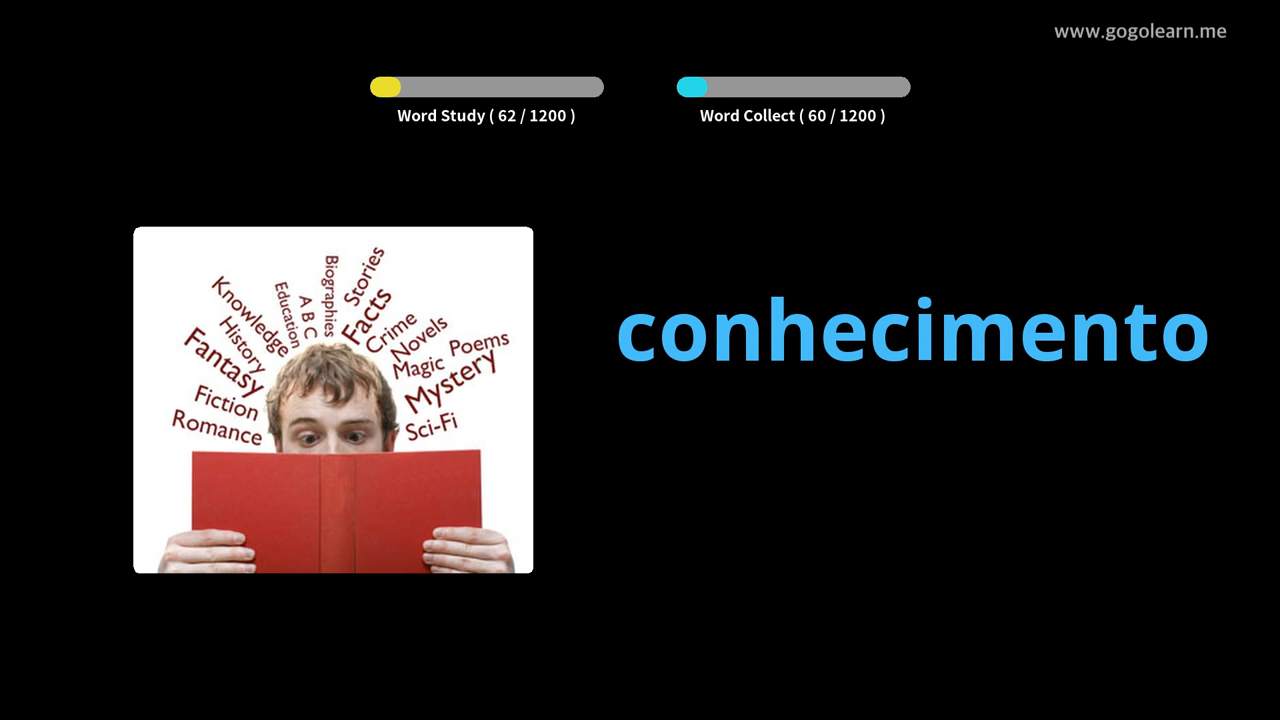 www.gogolearn.me
Word Study ( 62 / 1200 )
Word Collect ( 60 / 1200 )
conhecimento
Knowledge
Education
A B C
Biographies
Stories
Facts
Crime
Novels
Poems
History
Magic
Fantasy
Mystery
Fiction
Sci-Fi
Romance